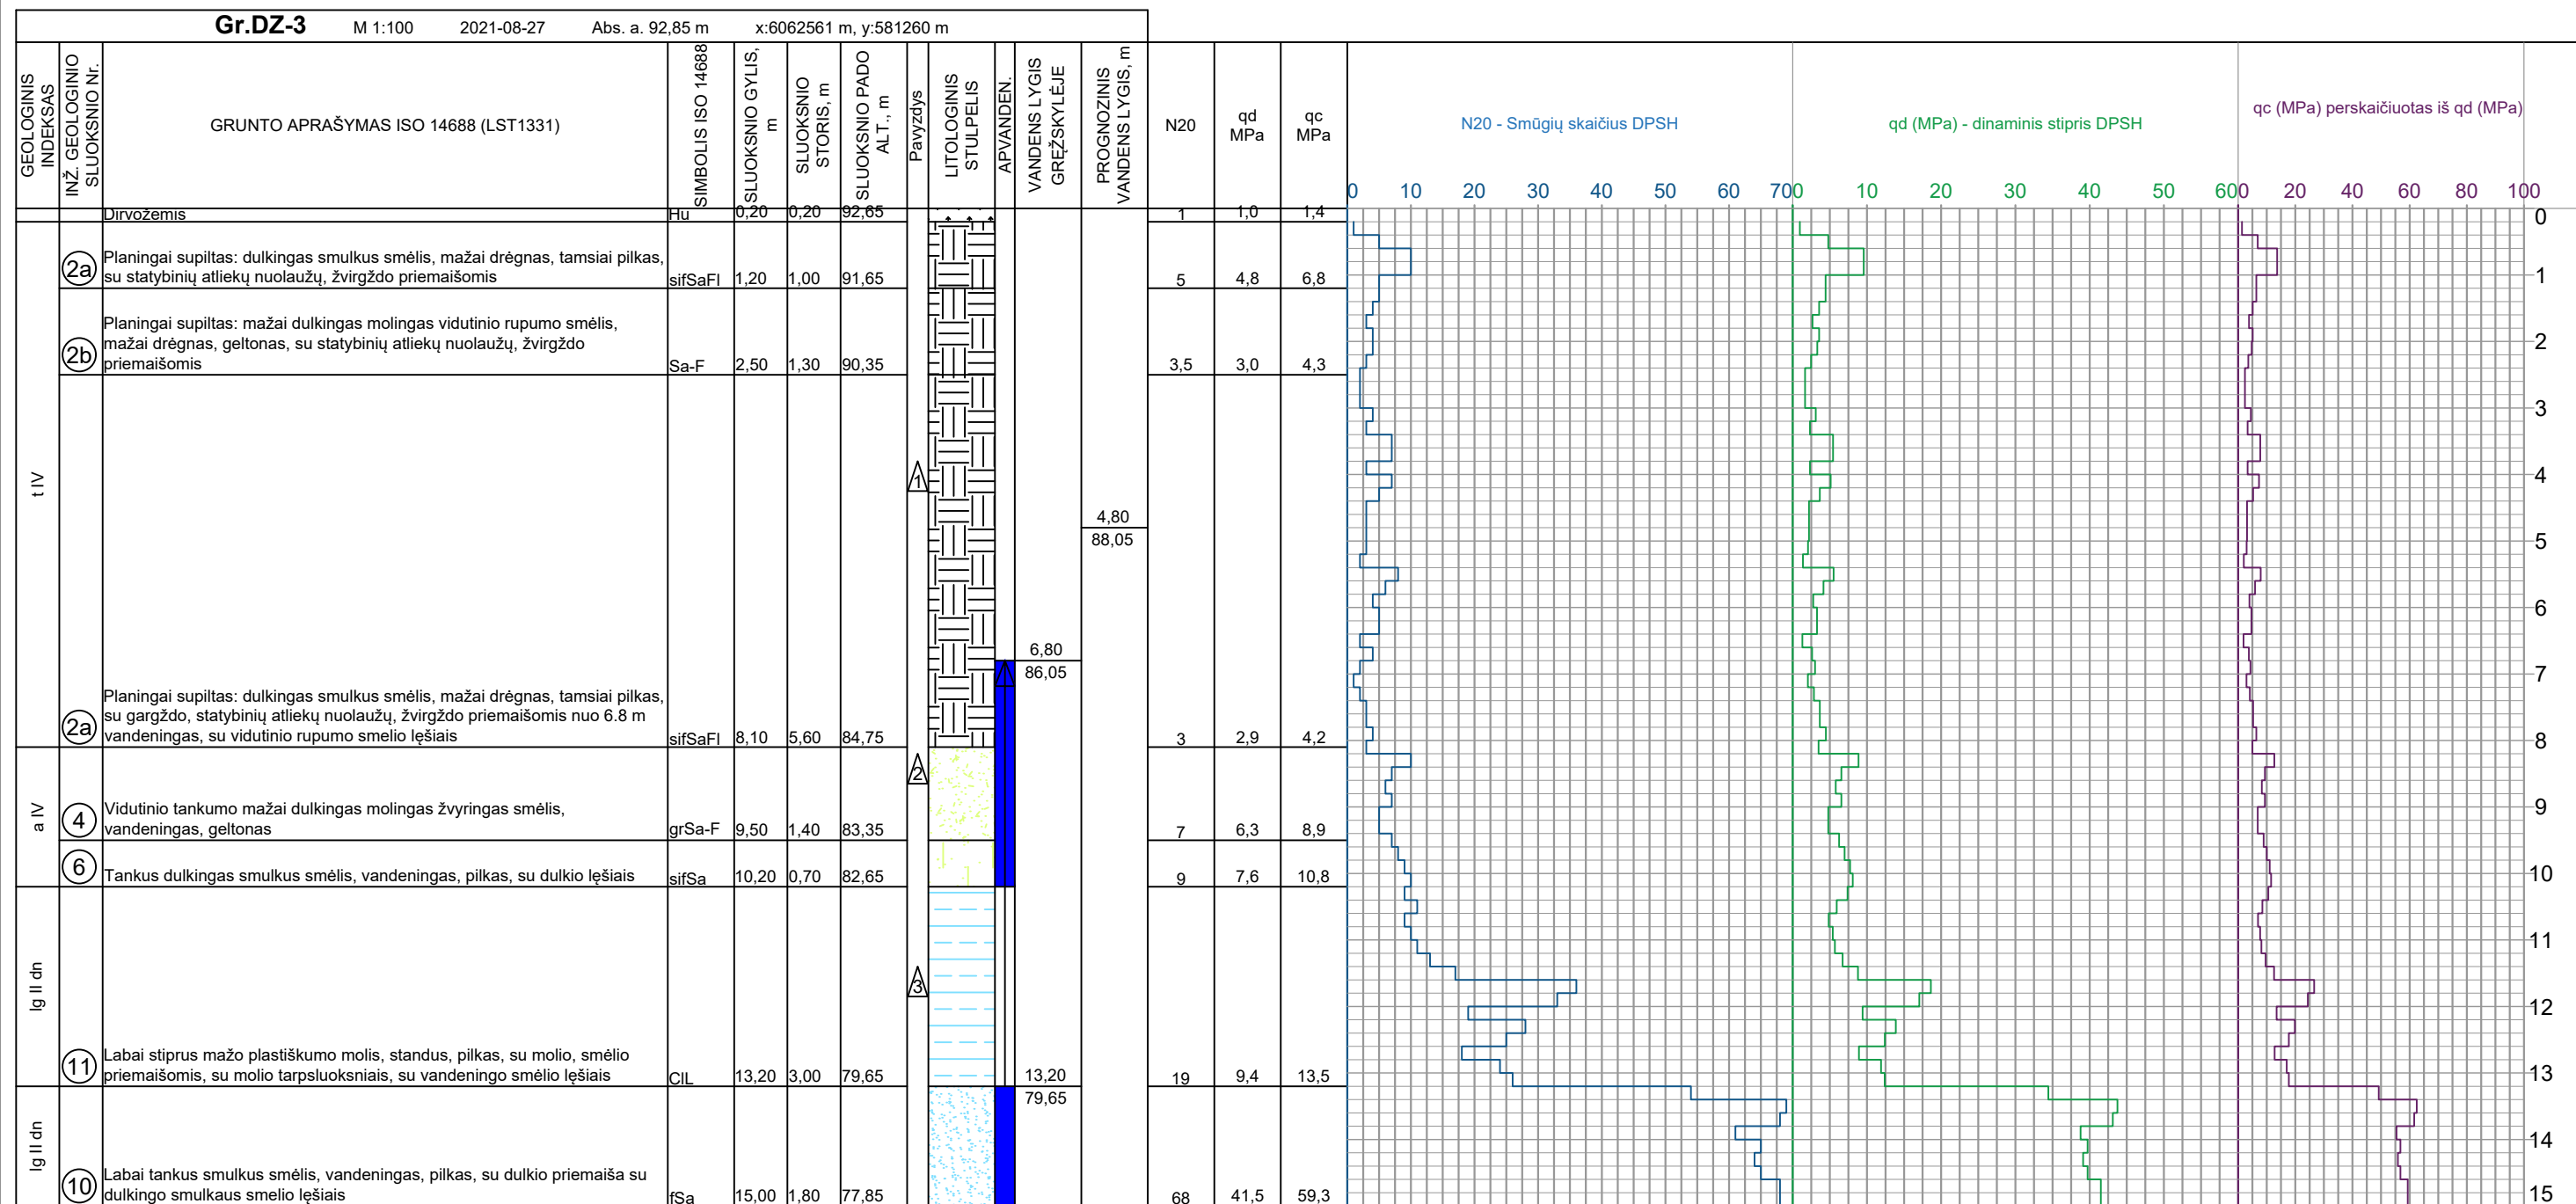 Gr.DZ-3 M 1:100 2021-08-27 Abs. a. 92,85 m x:6062561 m, y:581260 m
GEOLOGINIS
INDEKSAS
INŽ. GEOLOGINIO
SLUOKSNIO Nr.
GRUNTO APRAŠYMAS ISO 14688 (LST1331)
SIMBOLIS ISO 14688
SLUOKSNIO GYLIS,
m
SLUOKSNIO
STORIS, m
SLUOKSNIO PADO
ALT., m
Pavyzdys
LITOLOGINIS
STULPELIS
APVANDEN.
VANDENS LYGIS
GRĘŽSKYLĖJE
PROGNOZINIS
VANDENS LYGIS, m
N20
qd
MPa
qc
MPa
N20 - Smūgių skaičius DPSH
qd (MPa) - dinaminis stipris DPSH
qc (MPa) perskaičiuotas iš qd (MPa)
0 10 20 30 40 50 60 70
0 10 20 30 40 50 60
0 20 40 60 80 100
Dirvožemis Hu 0,20 0,20 92,65 1 1,0 1,4
t IV
2a
Planingai supiltas: dulkingas smulkus smėlis, mažai drėgnas, tamsiai pilkas,
su statybinių atliekų nuolaužų, žvirgždo priemaišomis
sifSaFl 1,20 1,00 91,65 5 4,8 6,8
2b
Planingai supiltas: mažai dulkingas molingas vidutinio rupumo smėlis,
mažai drėgnas, geltonas, su statybinių atliekų nuolaužų, žvirgždo
priemaišomis
Sa-F 2,50 1,30 90,35 3,5 3,0 4,3
1
4,80
88,05
6,80
86,05
2a
Planingai supiltas: dulkingas smulkus smėlis, mažai drėgnas, tamsiai pilkas,
su gargždo, statybinių atliekų nuolaužų, žvirgždo priemaišomis nuo 6.8 m
vandeningas, su vidutinio rupumo smelio lęšiais
sifSaFl 8,10 5,60 84,75 3 2,9 4,2
a IV
2
4
Vidutinio tankumo mažai dulkingas molingas žvyringas smėlis,
vandeningas, geltonas
grSa-F 9,50 1,40 83,35 7 6,3 8,9
6
Tankus dulkingas smulkus smėlis, vandeningas, pilkas, su dulkio lęšiais
sifSa 10,20 0,70 82,65 9 7,6 10,8
lg II dn
3
11
Labai stiprus mažo plastiškumo molis, standus, pilkas, su molio, smėlio
priemaišomis, su molio tarpsluoksniais, su vandeningo smėlio lęšiais
ClL 13,20 3,00 79,65 19 9,4 13,5
13,20
79,65
lg II dn
10
Labai tankus smulkus smėlis, vandeningas, pilkas, su dulkio priemaiša su
dulkingo smulkaus smelio lęšiais
fSa 15,00 1,80 77,85 68 41,5 59,3
0
1
2
3
4
5
6
7
8
9
10
11
12
13
14
15